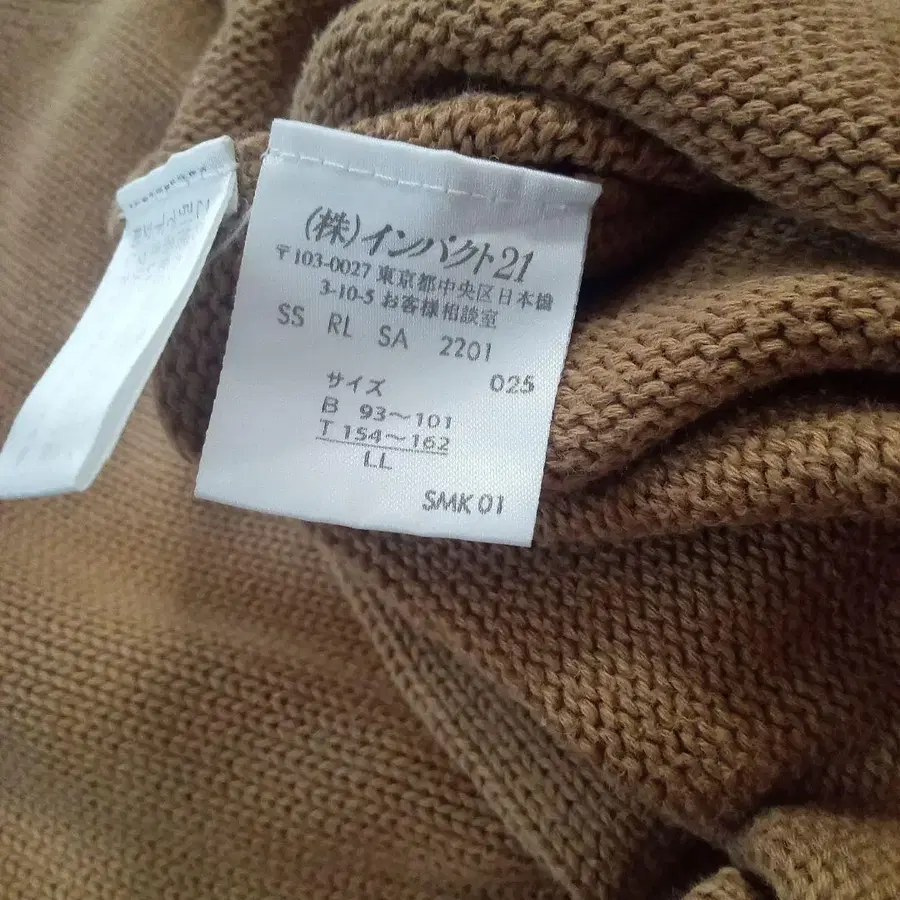 (株)インパクト21
〒103-0027 東京都中央区日本橋
3-10-5 お客様相談室
SS RL SA 2201
サイズ 025
B 93〜101
T 154〜162
LL
SMK 01